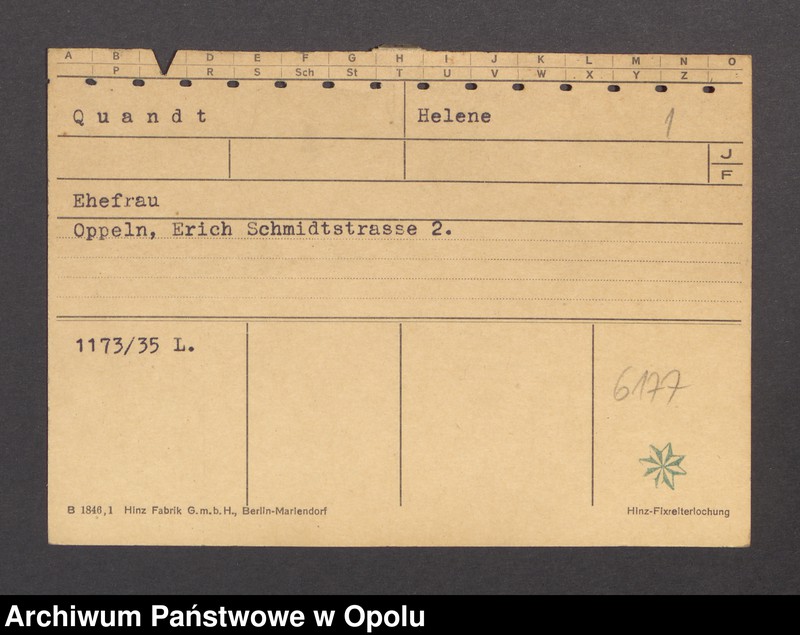 A B D E F G H I J K L M N O
P R S Sch St T U V W X Y Z
Quandt Helene 1
J
F
Ehefrau
Oppeln, Erich Schmidtstrasse 2.
1173/35 L.
6177
B 1846,1 Hinz Fabrik G.m.b.H., Berlin-Mariendorf Hinz-Fixreiterlochung
Archiwum Państwowe w Opolu